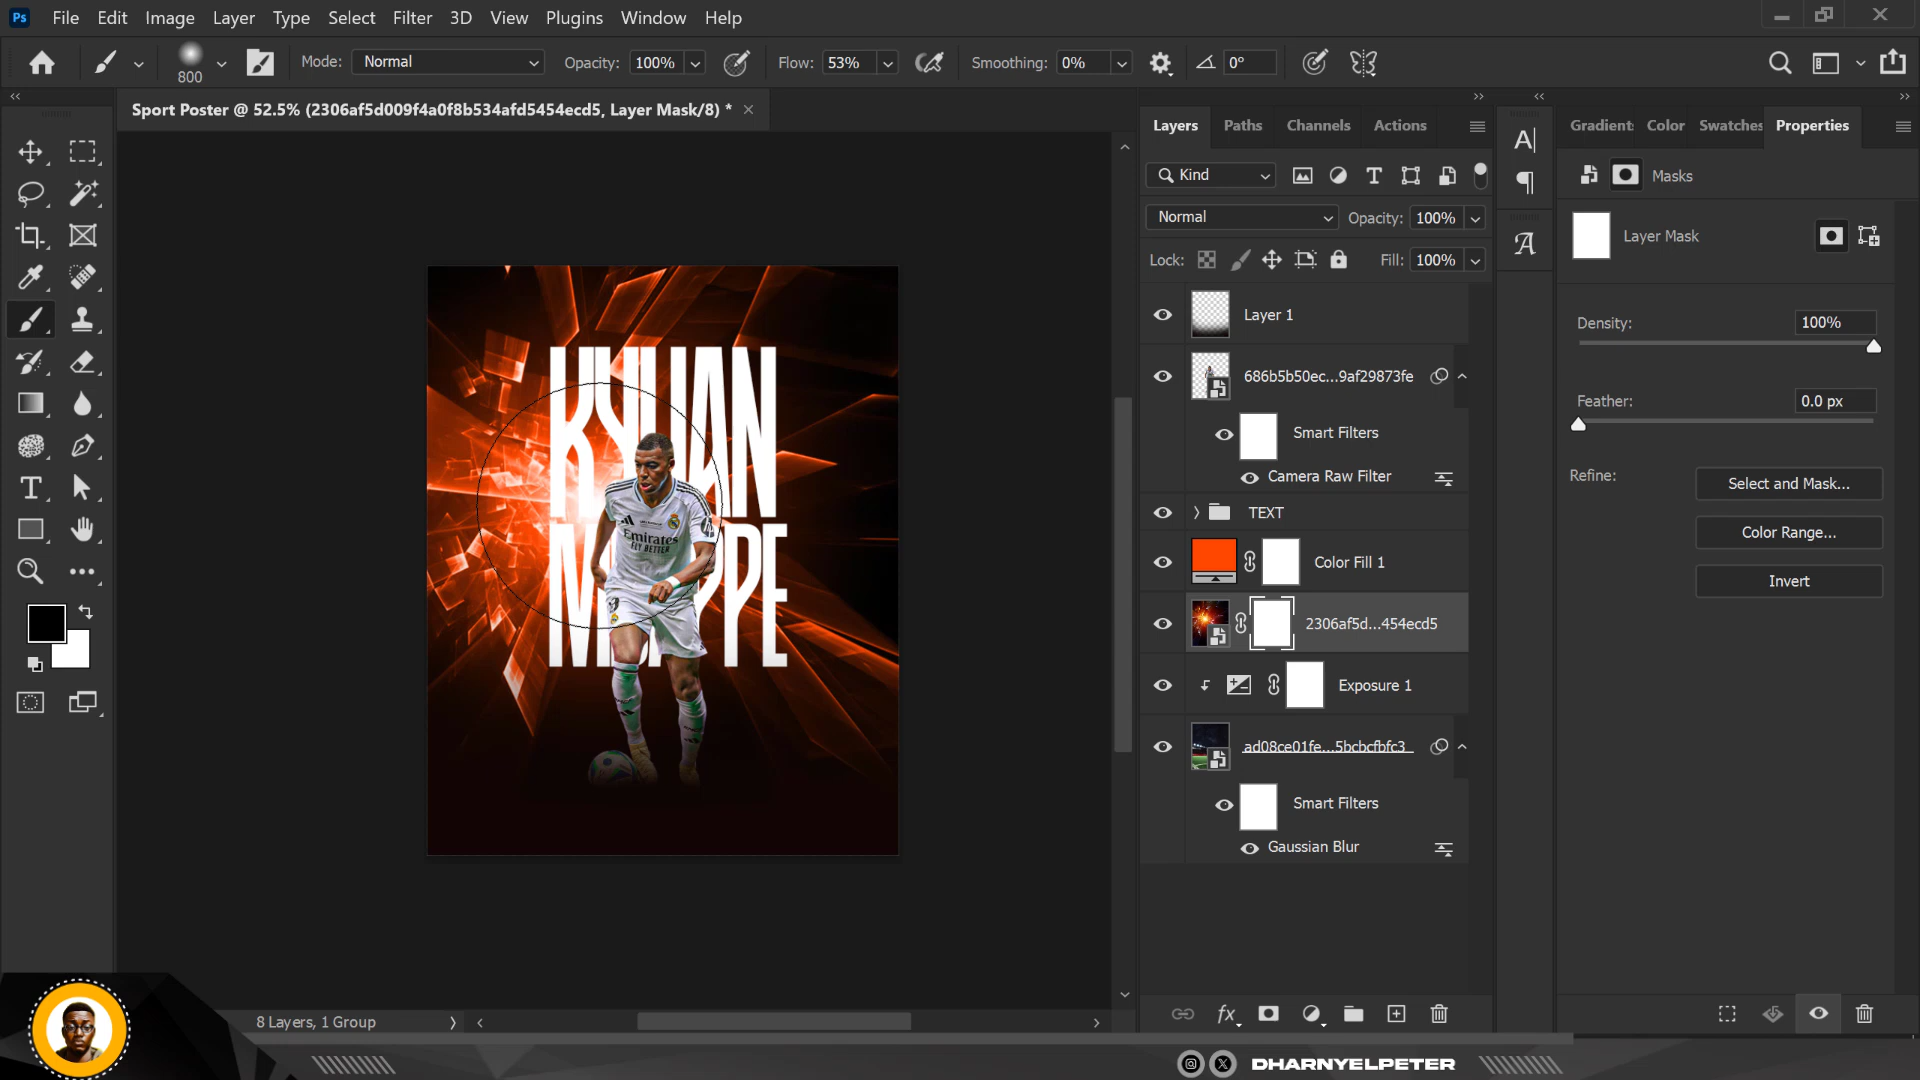 Ps File Edit Image Layer Type Select Filter 3D View Plugins Window Help
800 Mode: Normal Opacity: 100% Flow: 53% Smoothing: 0% 0°
Sport Poster @ 52.5% (2306af5d009f4a0f8b534afd5454ecd5, Layer Mask/8) *
KYLIAN
MBAPPE
Emirates
FLY BETTER
8 Layers, 1 Group
Layers Paths Channels Actions
Kind
Normal Opacity: 100%
Lock: Fill: 100%
Layer 1
686b5b50ec...9af29873fe
Smart Filters
Camera Raw Filter
TEXT
Color Fill 1
2306af5d...454ecd5
Exposure 1
ad08ce01fe...5bcbcfbfc3
Smart Filters
Gaussian Blur
fx
Gradient Color Swatches Properties
Masks
Layer Mask
Density: 100%
Feather: 0.0 px
Refine: Select and Mask...
Color Range...
Invert
DHARNYELPETER